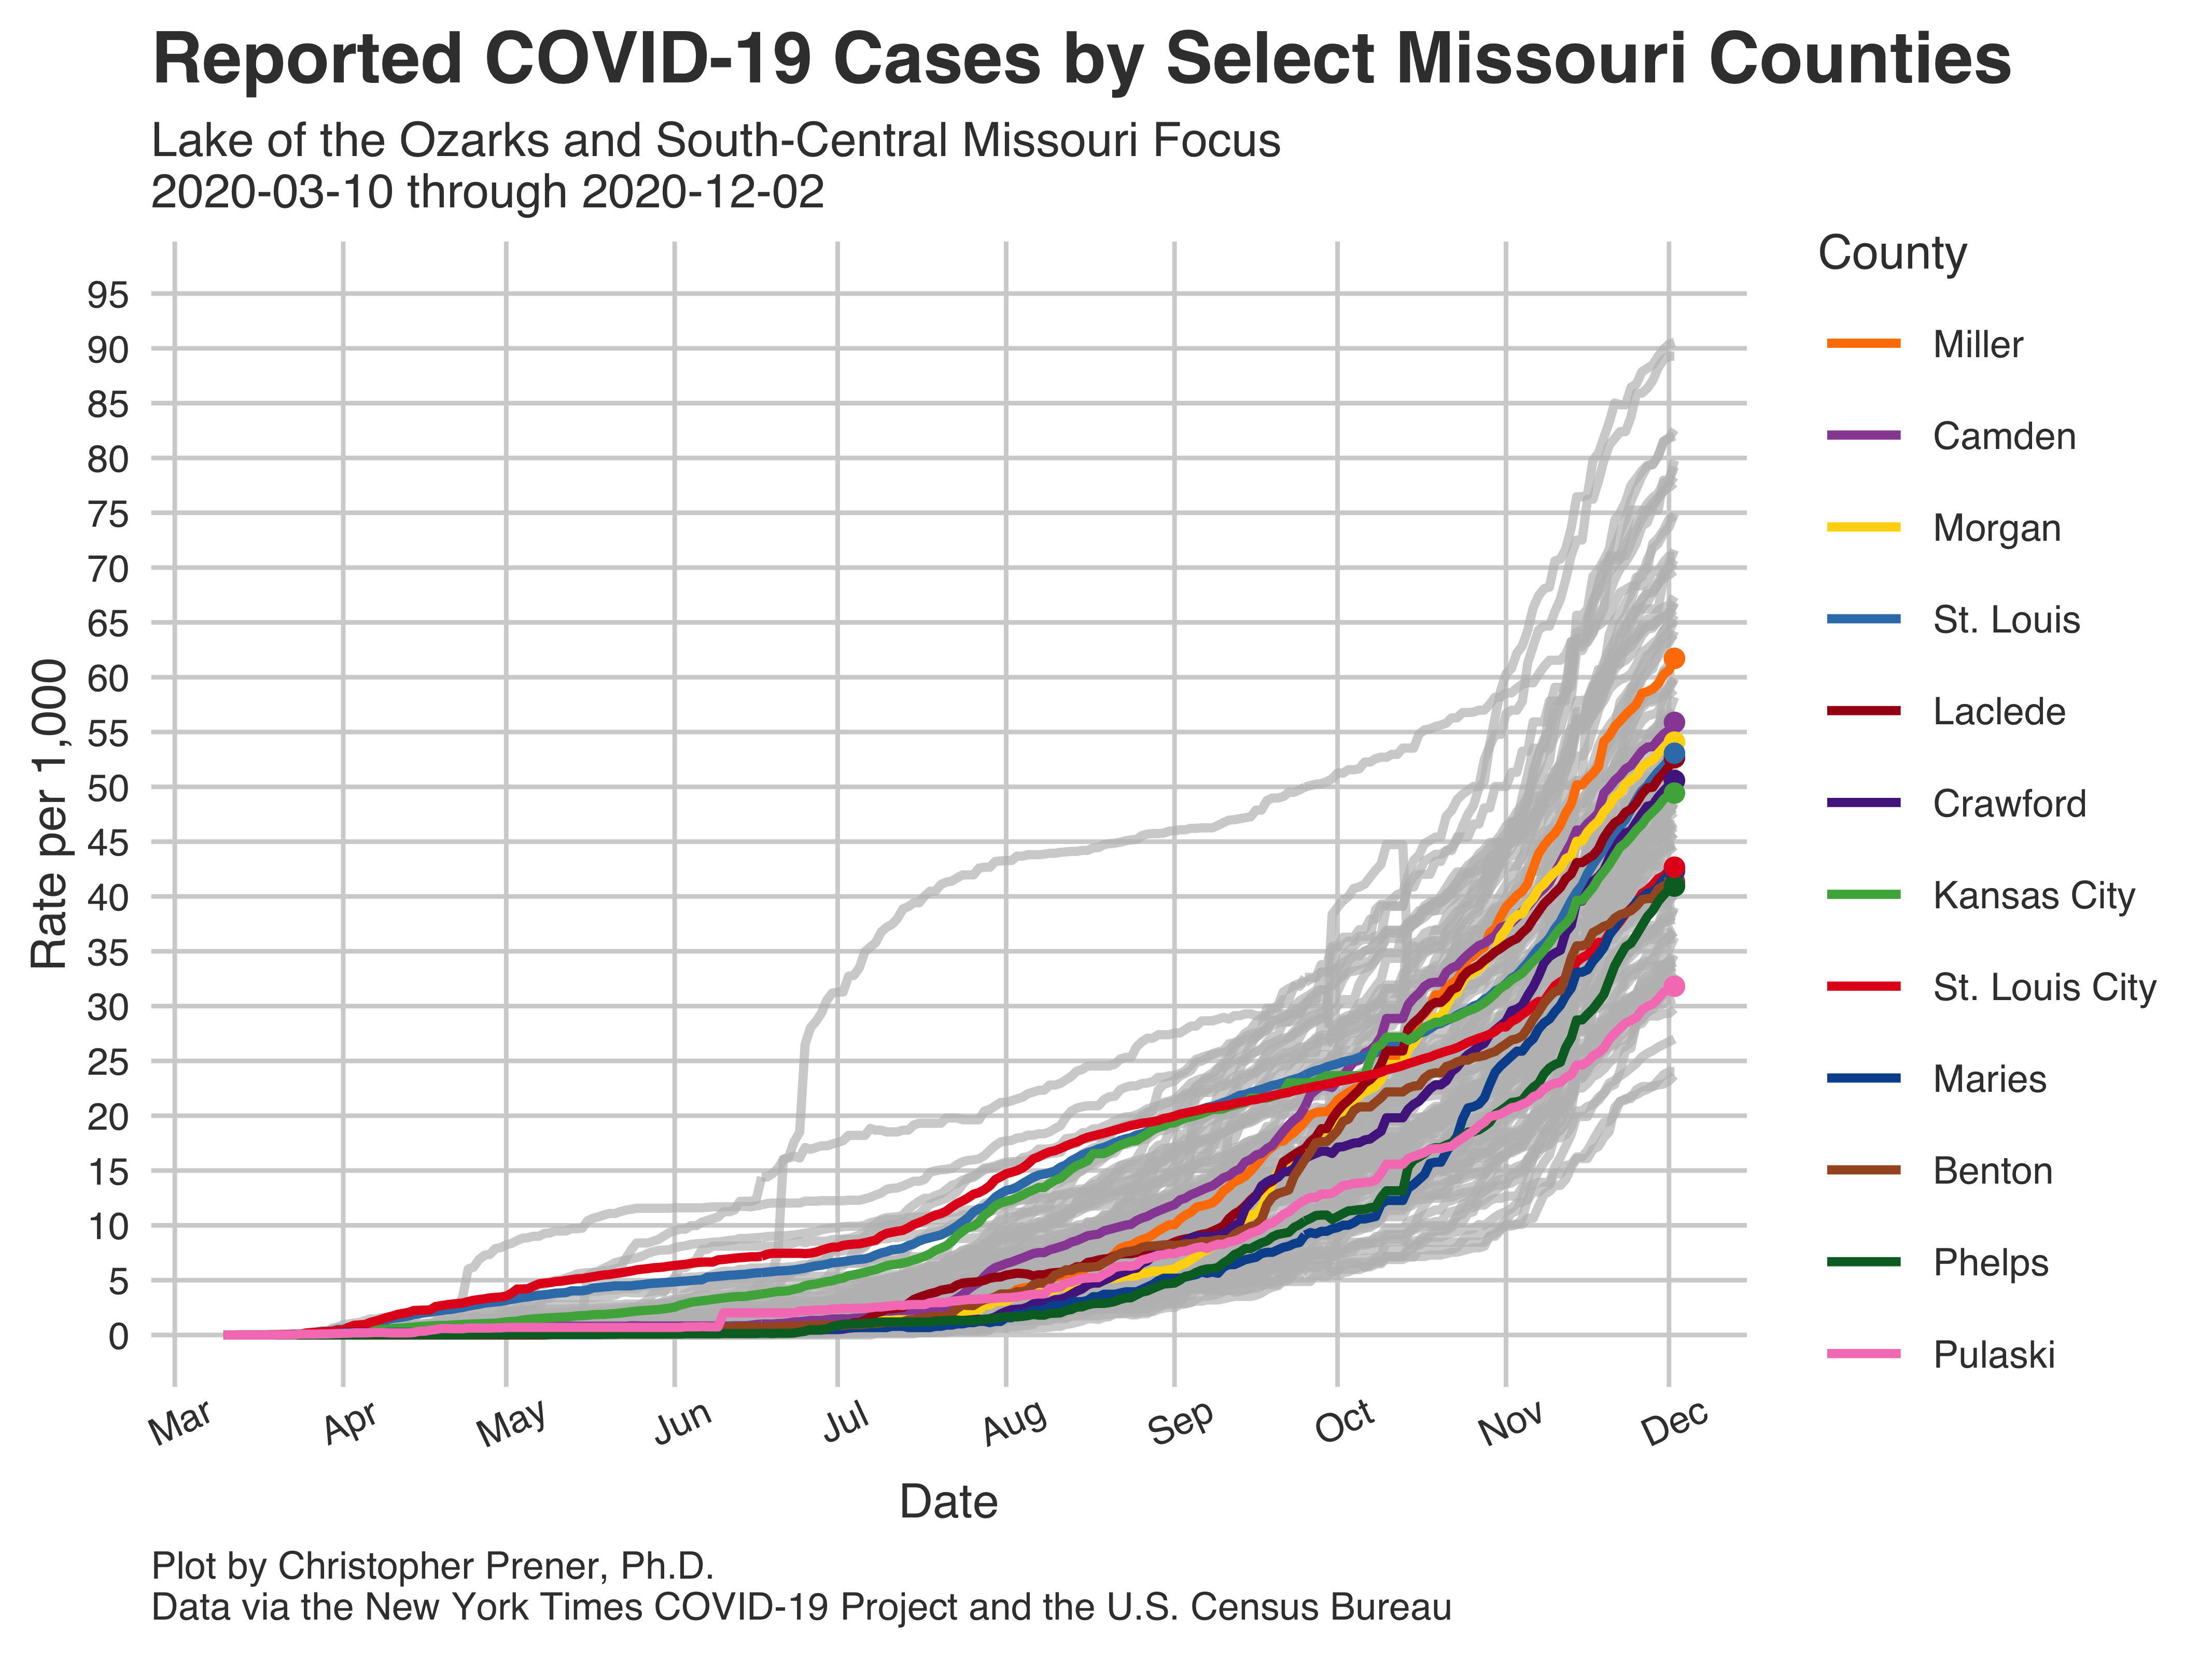 Reported COVID-19 Cases by Select Missouri Counties
Lake of the Ozarks and South-Central Missouri Focus
2020-03-10 through 2020-12-02
County
Miller
Camden
Morgan
St. Louis
Laclede
Crawford
Kansas City
St. Louis City
Maries
Benton
Phelps
Pulaski
Rate per 1,000
95
90
85
80
75
70
65
60
55
50
45
40
35
30
25
20
15
10
5
0
Mar
Apr
May
Jun
Jul
Aug
Sep
Oct
Nov
Dec
Date
Plot by Christopher Prener, Ph.D.
Data via the New York Times COVID-19 Project and the U.S. Census Bureau